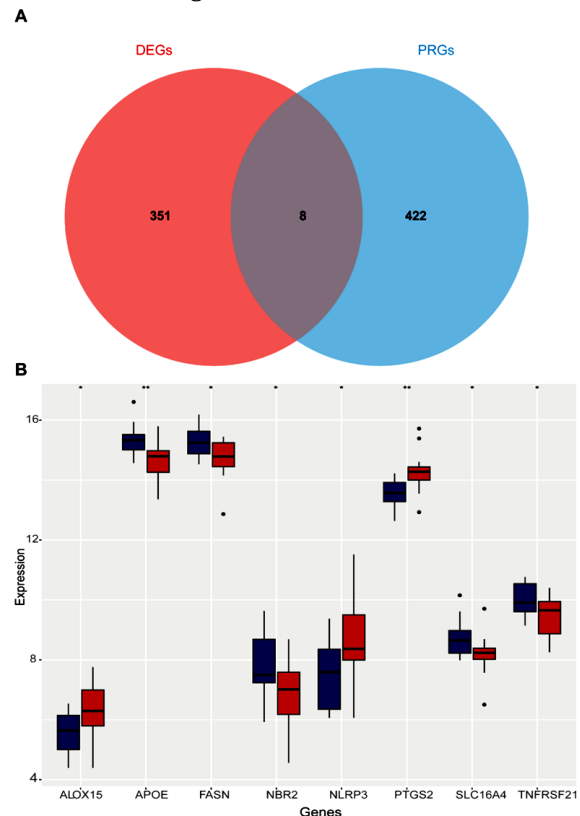 A
DEGs PRGs
351 8 422
B
* ** * * * ** * *
16
12
8
4
Expression
ALOX15 APOE FASN NBR2 NLRP3 PTGS2 SLC16A4 TNFRSF21
Genes